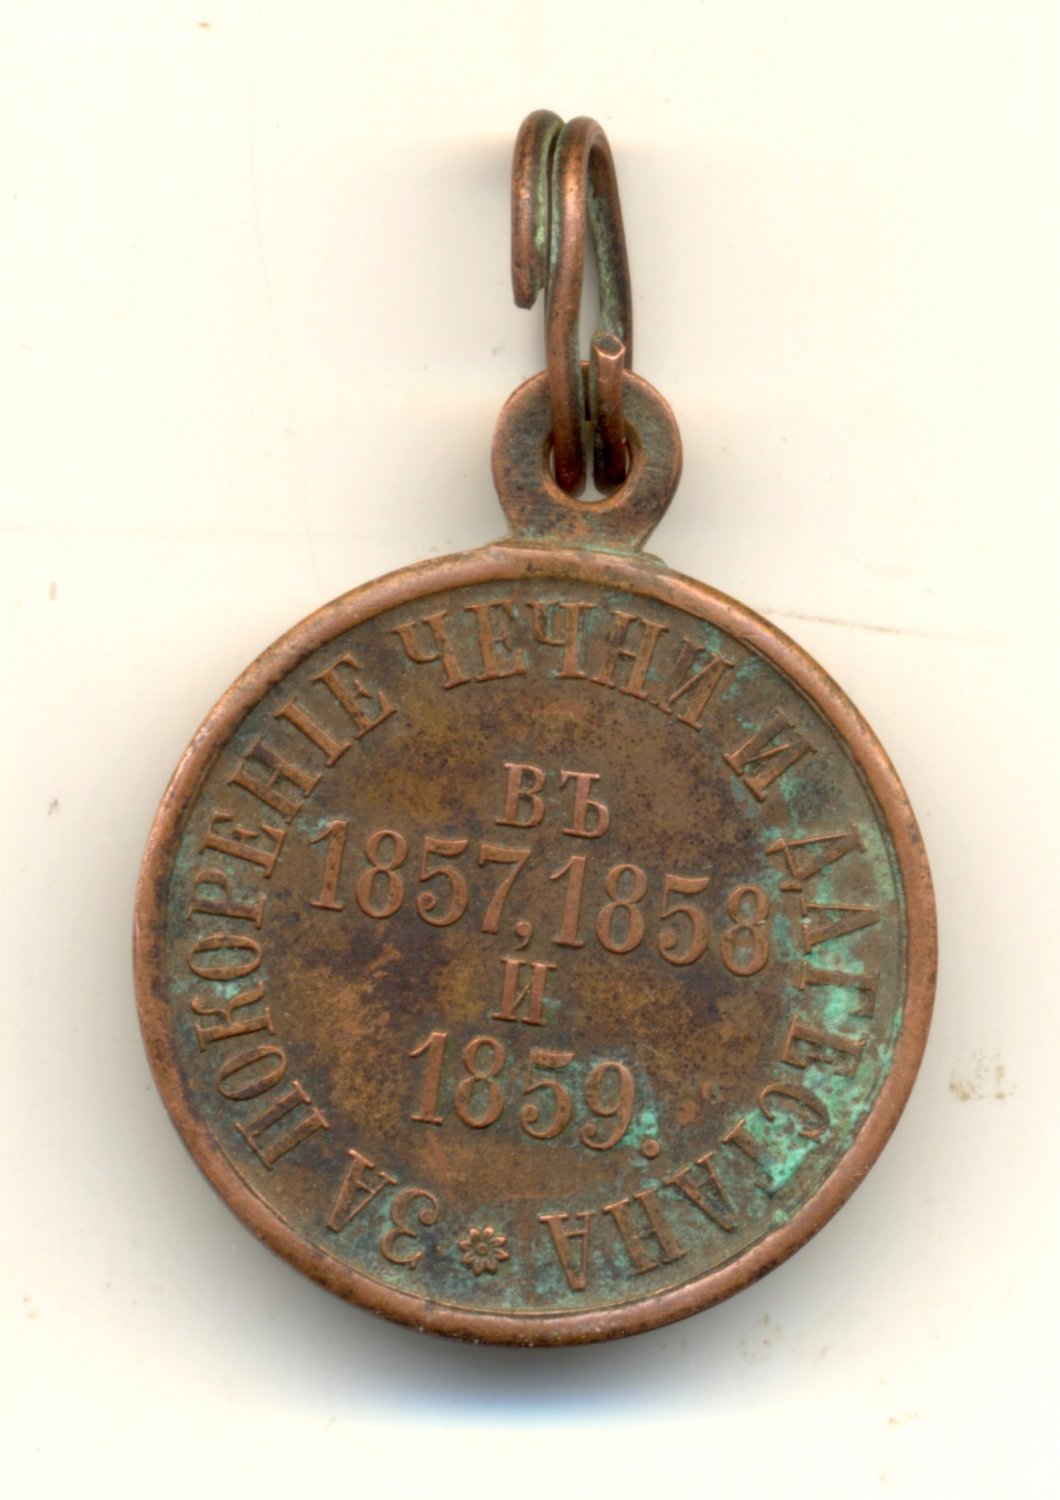 ЗА ПОКОРЕНІЕ ЧЕЧНИ И ДАГЕСТАНА
ВЪ
1857, 1858
И
1859.